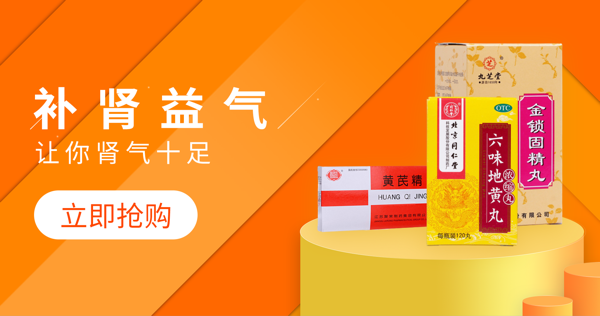 补肾益气
让你肾气十足
立即抢购
黄芪精
HUANG QI JING
北京同仁堂
OTC
六味地黄丸
浓缩丸
每瓶装120丸
九芝堂
金锁固精丸
份有限公司